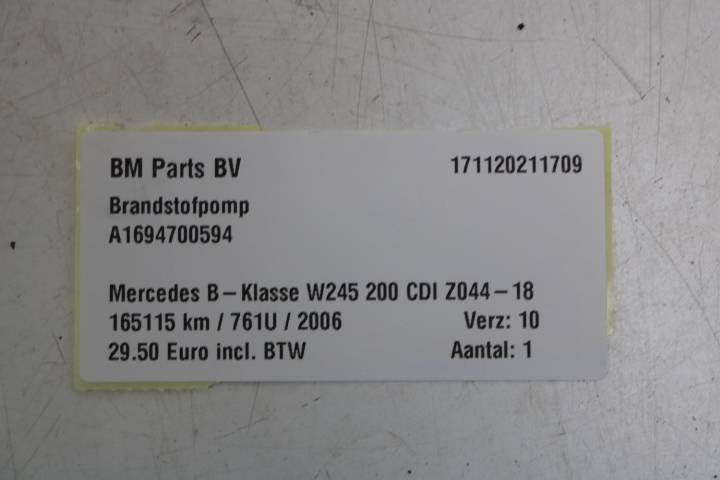 BM Parts BV 171120211709
Brandstofpomp
A1694700594
Mercedes B-Klasse W245 200 CDI Z044-18
165115 km / 761U / 2006 Verz: 10
29.50 Euro incl. BTW Aantal: 1